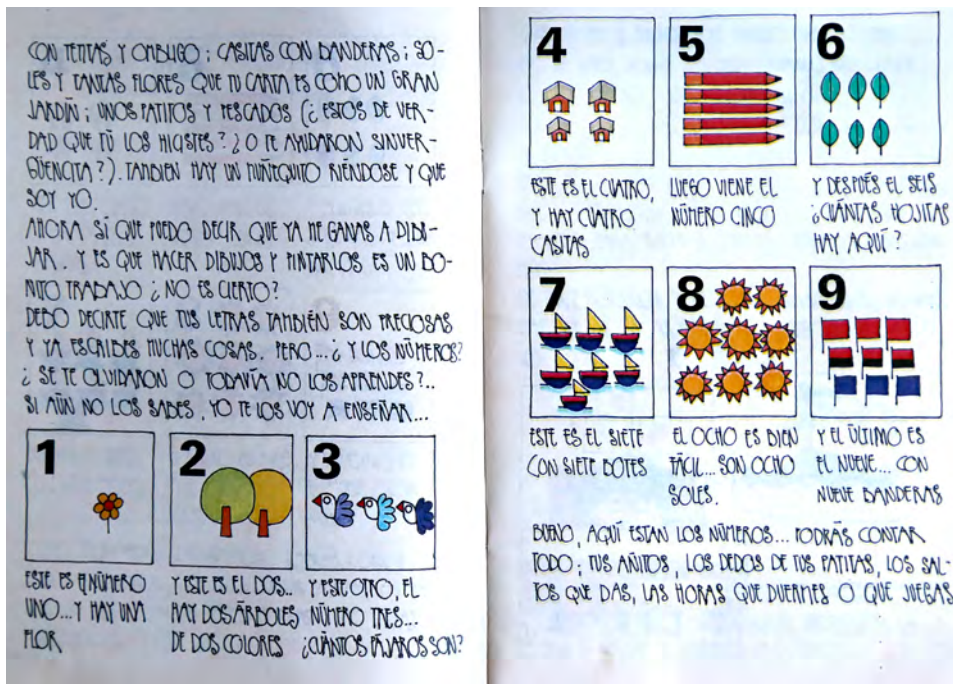 CON TETITAS Y OMBLIGO ; CASITAS CON BANDERAS ; SO-
LES Y TANTAS FLORES QUE TU CARTA ES COMO UN GRAN
JARDÍN ; UNOS PATITOS Y PESCADOS (¿ESTOS DE VER-
DAD QUE TÚ LOS HICISTES ? ¿O TE AYUDARON SINVER-
GÜENCITA ?). TAMBIEN HAY UN MUÑEQUITO RIÉNDOSE Y QUE
SOY YO.
AHORA SÍ QUE PUEDO DECIR QUE YA ME GANAS A DIBU-
JAR . Y ES QUE HACER DIBUJOS Y PINTARLOS ES UN BO-
NITO TRABAJO ¿NO ES CIERTO?
DEBO DECIRTE QUE TUS LETRAS TAMBIÉN SON PRECIOSAS
Y YA ESCRIBES MUCHAS COSAS. PERO...¿Y LOS NÚMEROS?
¿SE TE OLVIDARON O TODAVÍA NO LOS APRENDES ?..
SI AÚN NO LOS SABES , YO TE LOS VOY A ENSEÑAR...
1
ESTE ES EL NÚMERO
UNO...Y HAY UNA
FLOR
2
Y ESTE ES EL DOS..
HAY DOS ÁRBOLES
DE DOS COLORES
3
Y ESTE OTRO, EL
NÚMERO TRES...
¿CUÁNTOS PÁJAROS SON?
4
ESTE ES EL CUATRO,
Y HAY CUATRO
CASITAS
5
LUEGO VIENE EL
NÚMERO CINCO
6
Y DESPUÉS EL SEIS
¿CUÁNTAS HOJITAS
HAY AQUÍ ?
7
ESTE ES EL SIETE
CON SIETE BOTES
8
EL OCHO ES BIEN
FÁCIL... SON OCHO
SOLES.
9
Y EL ÚLTIMO ES
EL NUEVE... CON
NUEVE BANDERAS
BUENO, AQUÍ ESTAN LOS NÚMEROS... PODRÁS CONTAR
TODO ; TUS AÑITOS , LOS DEDOS DE TUS PATITAS, LOS SAL-
TOS QUE DAS, LAS HORAS QUE DUERMES O QUE JUEGAS